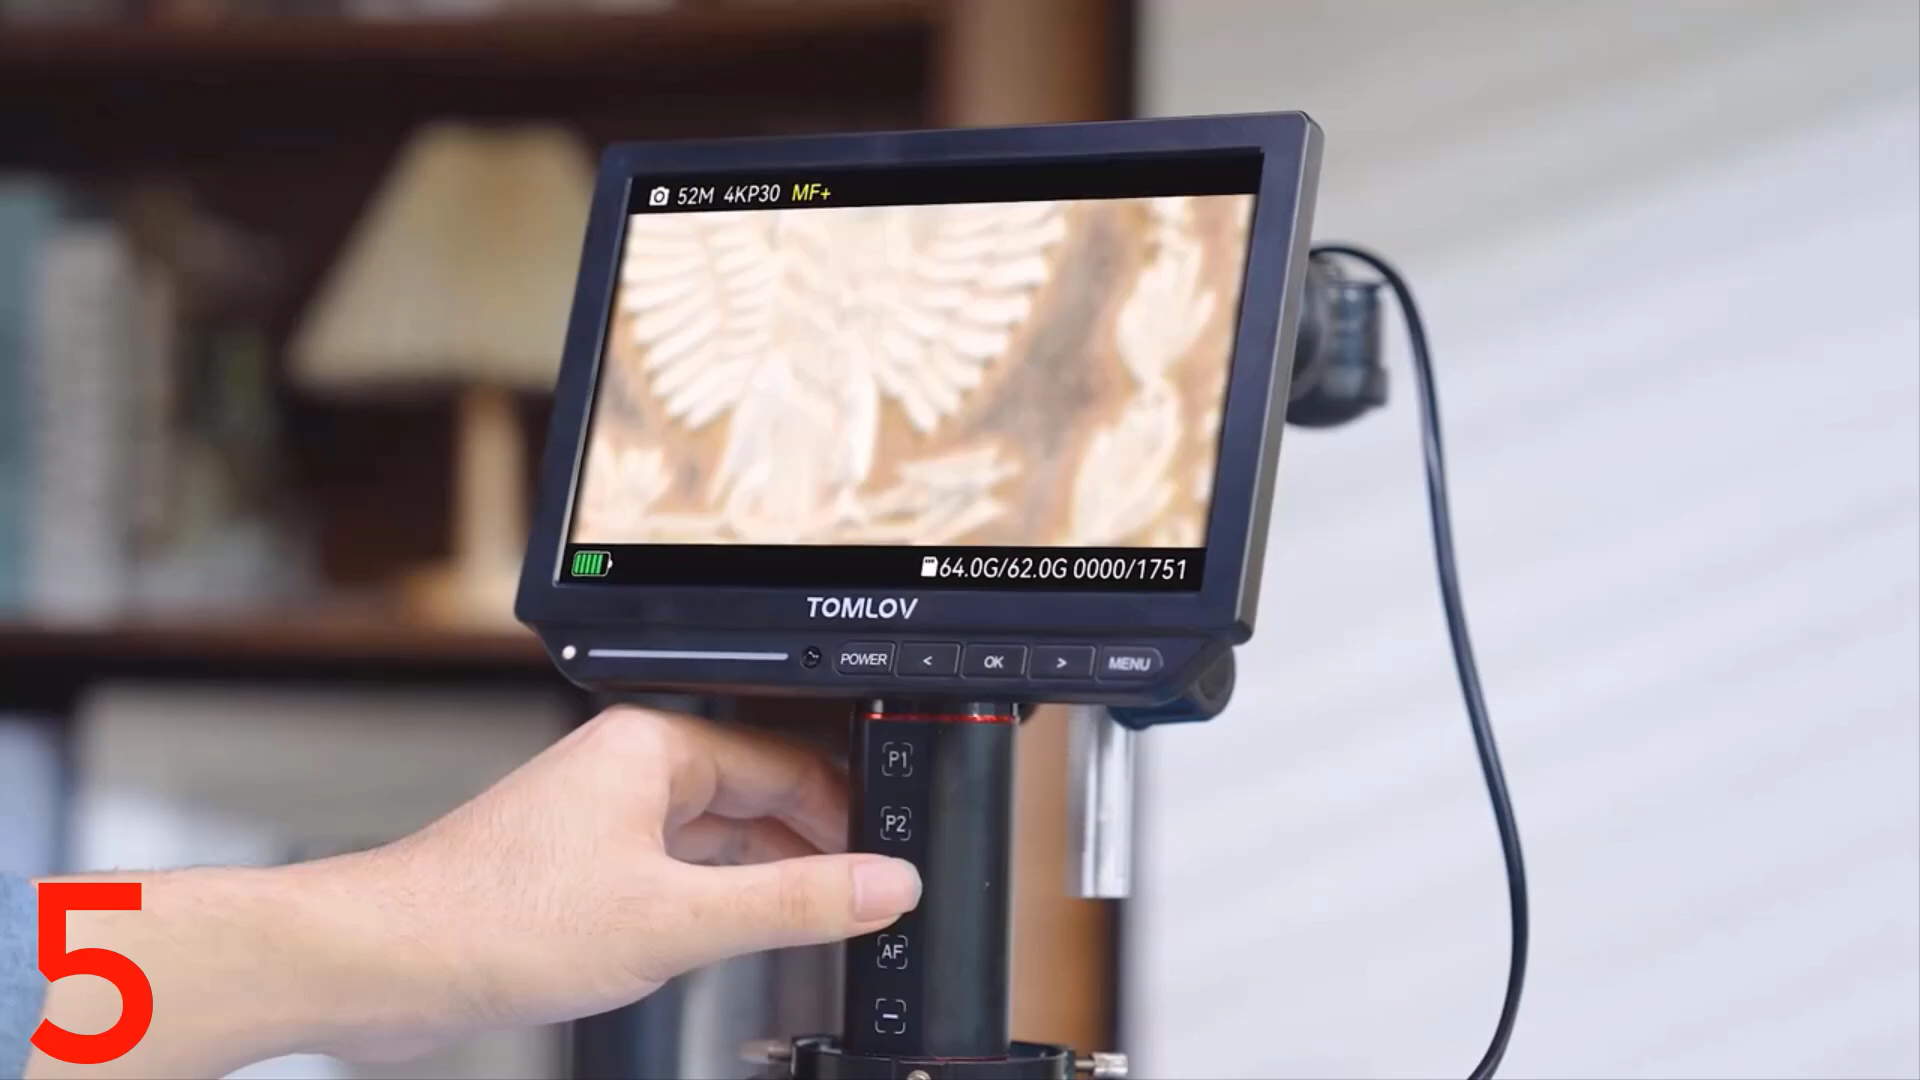 52M 4KP30 MF+
64.0G/62.0G 0000/1751
TOMLOV
POWER < OK > MENU
P1
P2
AF
-
5